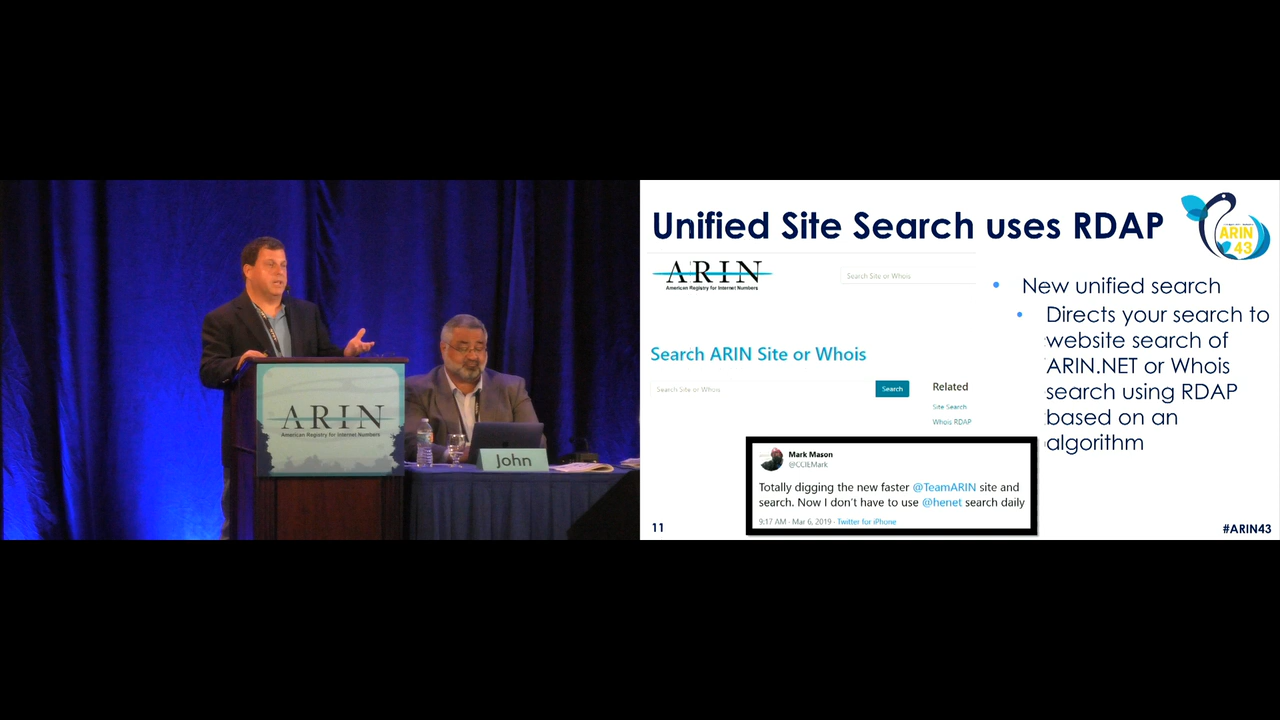 ARIN
American Registry for Internet Numbers
John
Unified Site Search uses RDAP
ARIN
43
ARIN
American Registry for Internet Numbers
Search Site or Whois
Search ARIN Site or Whois
Search Site or Whois
Search
Related
Site Search
Whois RDAP
Mark Mason
@CCIEMark
Totally digging the new faster @TeamARIN site and
search. Now I don't have to use @henet search daily
9:17 AM - Mar 6, 2019 - Twitter for iPhone
• New unified search
• Directs your search to
website search of
ARIN.NET or Whois
search using RDAP
based on an
algorithm
11
#ARIN43